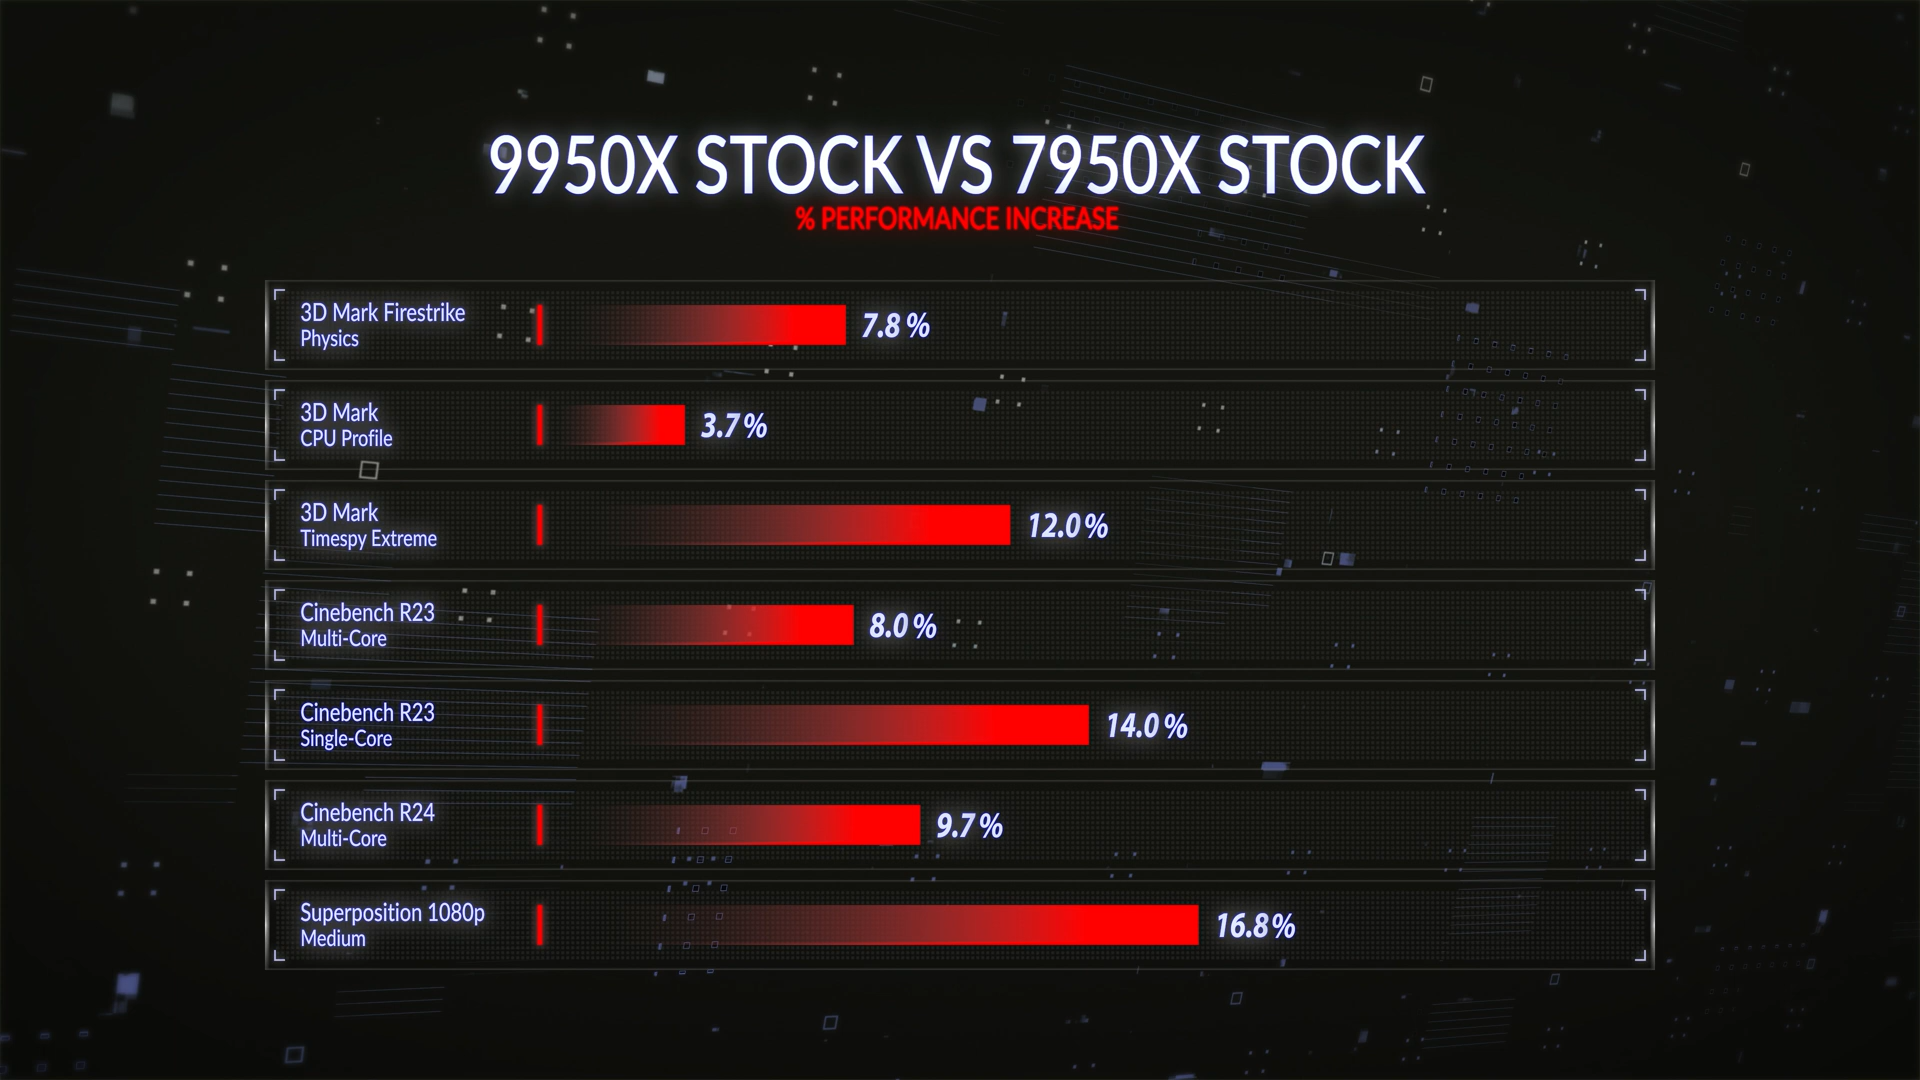 9950X STOCK VS 7950X STOCK
% PERFORMANCE INCREASE
3D Mark Firestrike
Physics
7.8%
3D Mark
CPU Profile
3.7%
3D Mark
Timespy Extreme
12.0%
Cinebench R23
Multi-Core
8.0%
Cinebench R23
Single-Core
14.0%
Cinebench R24
Multi-Core
9.7%
Superposition 1080p
Medium
16.8%